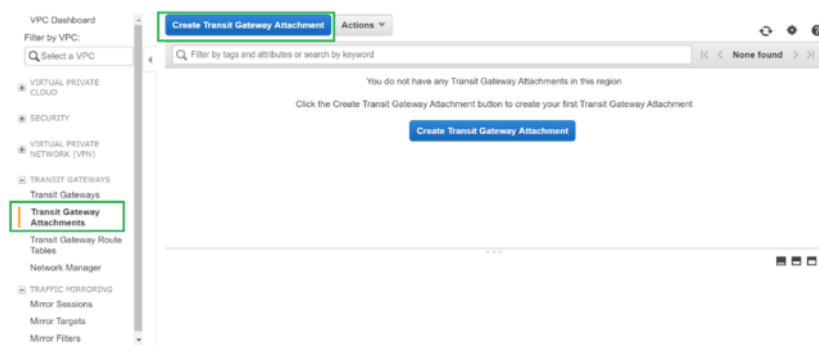 VPC Dashboard
Filter by VPC:
Select a VPC
VIRTUAL PRIVATE
CLOUD
SECURITY
VIRTUAL PRIVATE
NETWORK (VPN)
TRANSIT GATEWAYS
Transit Gateways
Transit Gateway
Attachments
Transit Gateway Route
Tables
Network Manager
TRAFFIC MIRRORING
Mirror Sessions
Mirror Targets
Mirror Filters
Create Transit Gateway Attachment
Actions
Filter by tags and attributes or search by keyword
None found
You do not have any Transit Gateway Attachments in this region
Click the Create Transit Gateway Attachment button to create your first Transit Gateway Attachment
Create Transit Gateway Attachment